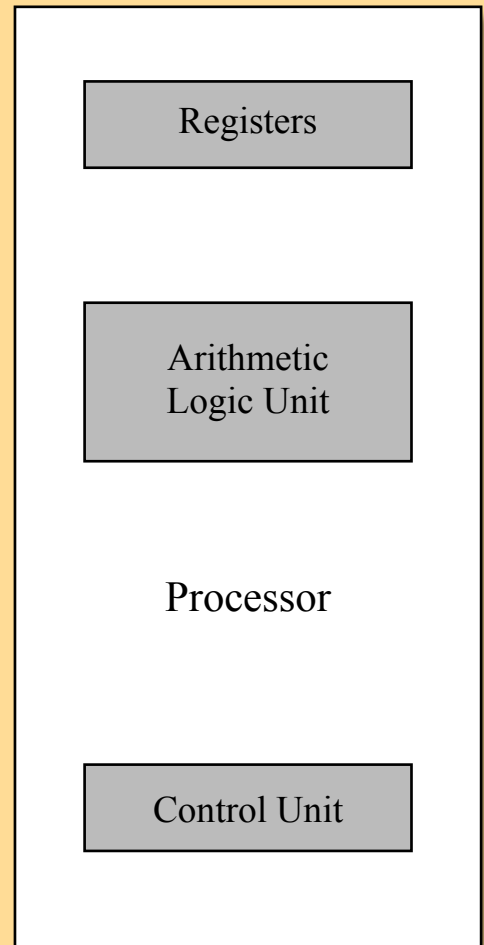 Registers
Arithmetic
Logic Unit
Processor
Control Unit